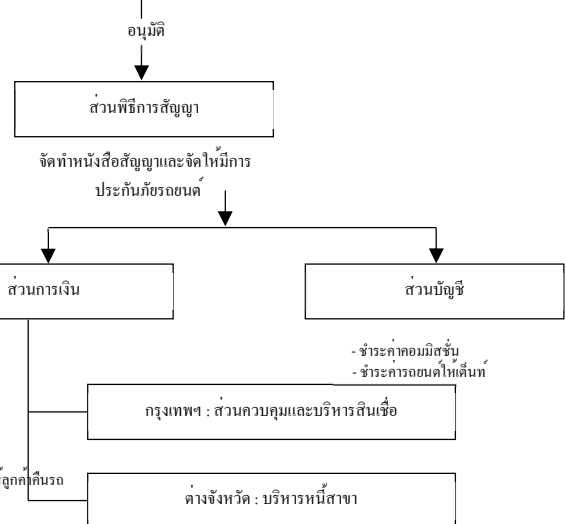 อนุมัติ
ส่วนพิธีการสัญญา
จัดทำหนังสือสัญญาและจัดให้มีการ
ประกันภัยรถยนต์
ส่วนการเงิน
ส่วนบัญชี
- ชำระค่าคอมมิสชั่น
- ชำระค่ารถยนต์ให้เต็นท์
กรุงเทพฯ : ส่วนควบคุมและบริหารสินเชื่อ
ลูกค้าคืนรถ
ต่างจังหวัด : บริหารหนี้สาขา